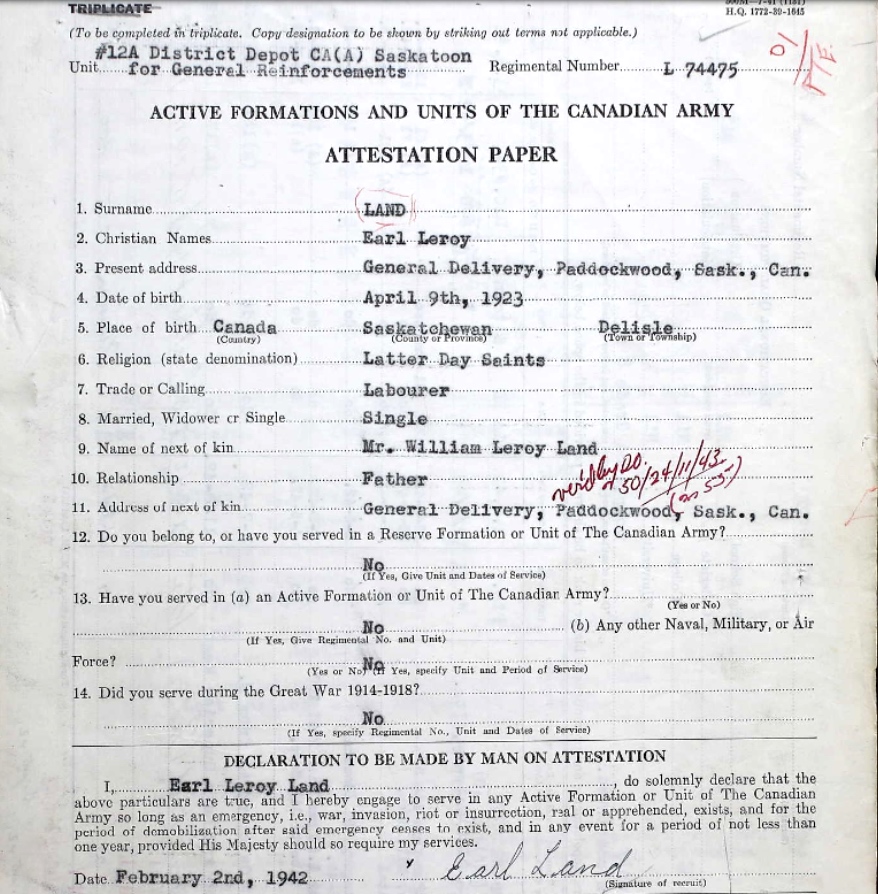 TRIPLICATE
H.Q. 1772-39-1645
(To be completed in triplicate. Copy designation to be shown by striking out terms not applicable.)
#12A District Depot CA(A) Saskatoon
Unit for General Reinforcements Regimental Number L 74475
ACTIVE FORMATIONS AND UNITS OF THE CANADIAN ARMY
ATTESTATION PAPER
1. Surname LAND
2. Christian Names Earl Leroy
3. Present address General Delivery, Paddockwood, Sask., Can.
4. Date of birth April 9th, 1923
5. Place of birth Canada Saskatchewan Delisle
(Country) (County or Province) (Town or Township)
6. Religion (state denomination) Latter Day Saints
7. Trade or Calling Labourer
8. Married, Widower or Single Single
9. Name of next of kin Mr. William Leroy Land
10. Relationship Father
50/24/11/43
11. Address of next of kin General Delivery, Paddockwood, Sask., Can.
12. Do you belong to, or have you served in a Reserve Formation or Unit of The Canadian Army?
No
(If Yes, Give Unit and Dates of Service)
13. Have you served in (a) an Active Formation or Unit of The Canadian Army?
(Yes or No)
No (b) Any other Naval, Military, or Air
(If Yes, Give Regimental No. and Unit)
Force? No
(Yes or No) (If Yes, specify Unit and Period of Service)
14. Did you serve during the Great War 1914-1918?
No
(If Yes, specify Regimental No., Unit and Dates of Service)
DECLARATION TO BE MADE BY MAN ON ATTESTATION
I, Earl Leroy Land, do solemnly declare that the
above particulars are true, and I hereby engage to serve in any Active Formation or Unit of The Canadian
Army so long as an emergency, i.e., war, invasion, riot or insurrection, real or apprehended, exists, and for the
period of demobilization after said emergency ceases to exist, and in any event for a period of not less than
one year, provided His Majesty should so require my services.
Date February 2nd, 1942 Earl Land
(Signature of recruit)